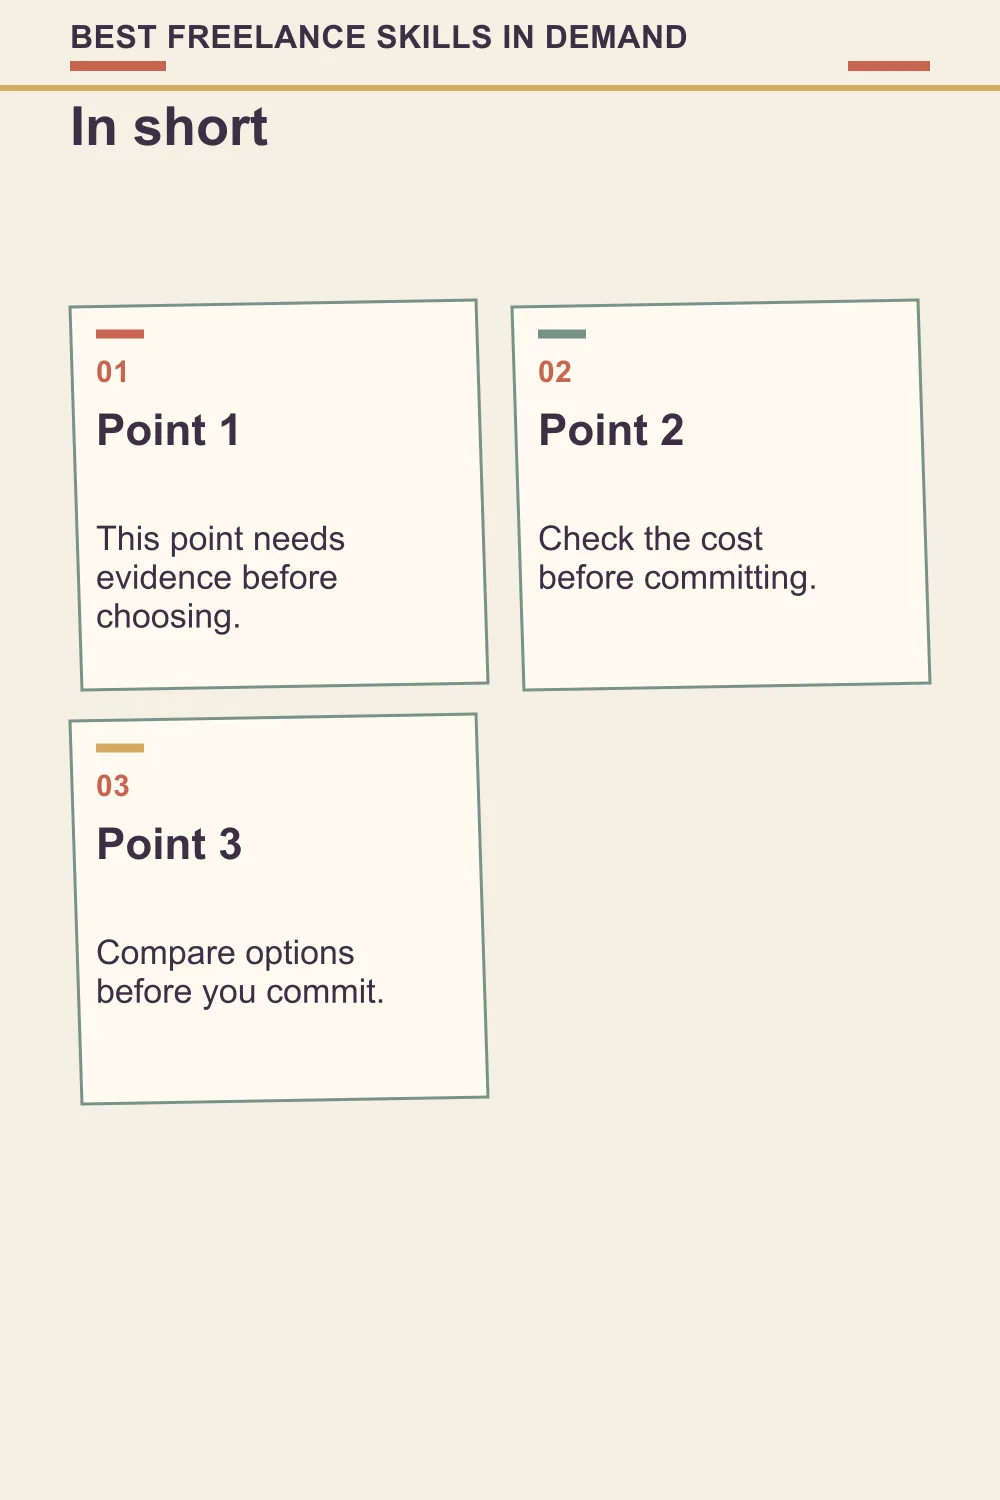 BEST FREELANCE SKILLS IN DEMAND
In short
01
Point 1
This point needs
evidence before
choosing.
02
Point 2
Check the cost
before committing.
03
Point 3
Compare options
before you commit.